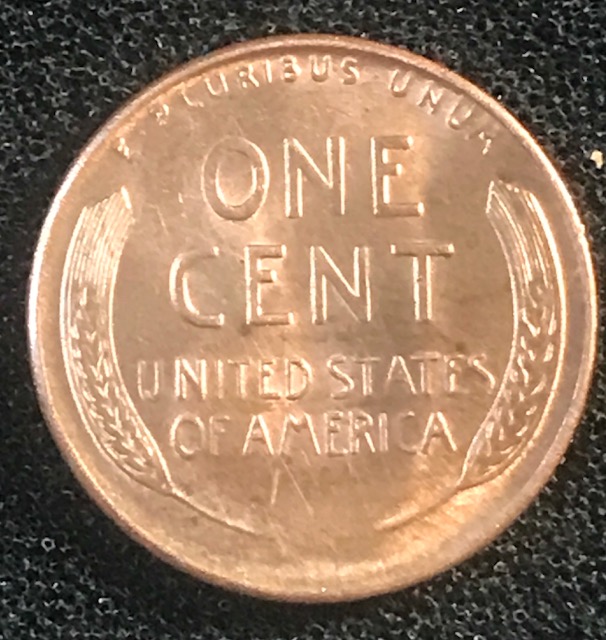 E PLURIBUS UNUM
ONE
CENT
UNITED STATES
OF AMERICA